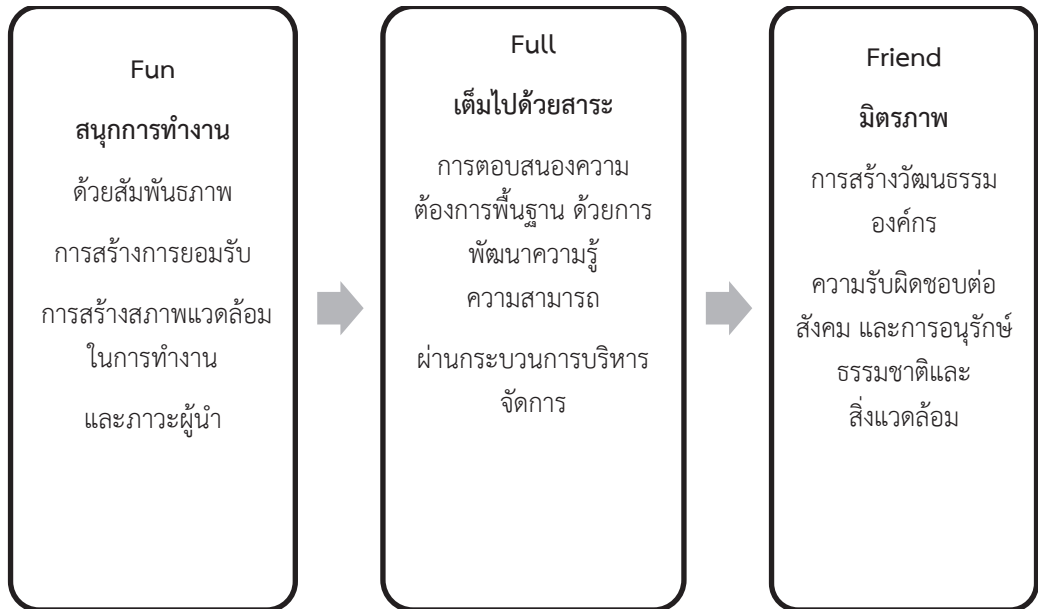 Fun
สนุกการทำงาน
ด้วยสัมพันธภาพ
การสร้างการยอมรับ
การสร้างสภาพแวดล้อม
ในการทำงาน
และภาวะผู้นำ
Full
เต็มไปด้วยสาระ
การตอบสนองความ
ต้องการพื้นฐาน ด้วยการ
พัฒนาความรู้
ความสามารถ
ผ่านกระบวนการบริหาร
จัดการ
Friend
มิตรภาพ
การสร้างวัฒนธรรม
องค์กร
ความรับผิดชอบต่อ
สังคม และการอนุรักษ์
ธรรมชาติและ
สิ่งแวดล้อม